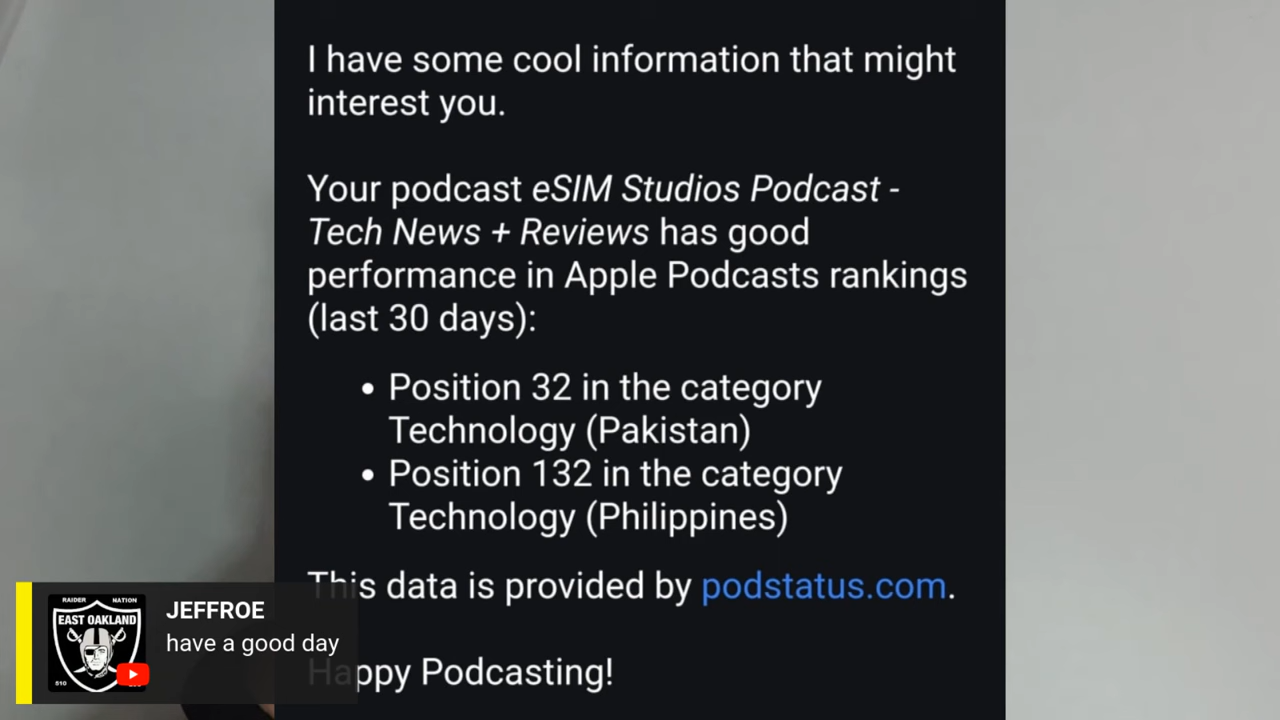 I have some cool information that might
interest you.
Your podcast eSIM Studios Podcast -
Tech News + Reviews has good
performance in Apple Podcasts rankings
(last 30 days):
• Position 32 in the category
Technology (Pakistan)
• Position 132 in the category
Technology (Philippines)
This data is provided by podstatus.com.
Happy Podcasting!
RAIDER NATION
EAST OAKLAND
510
JEFFROE
have a good day